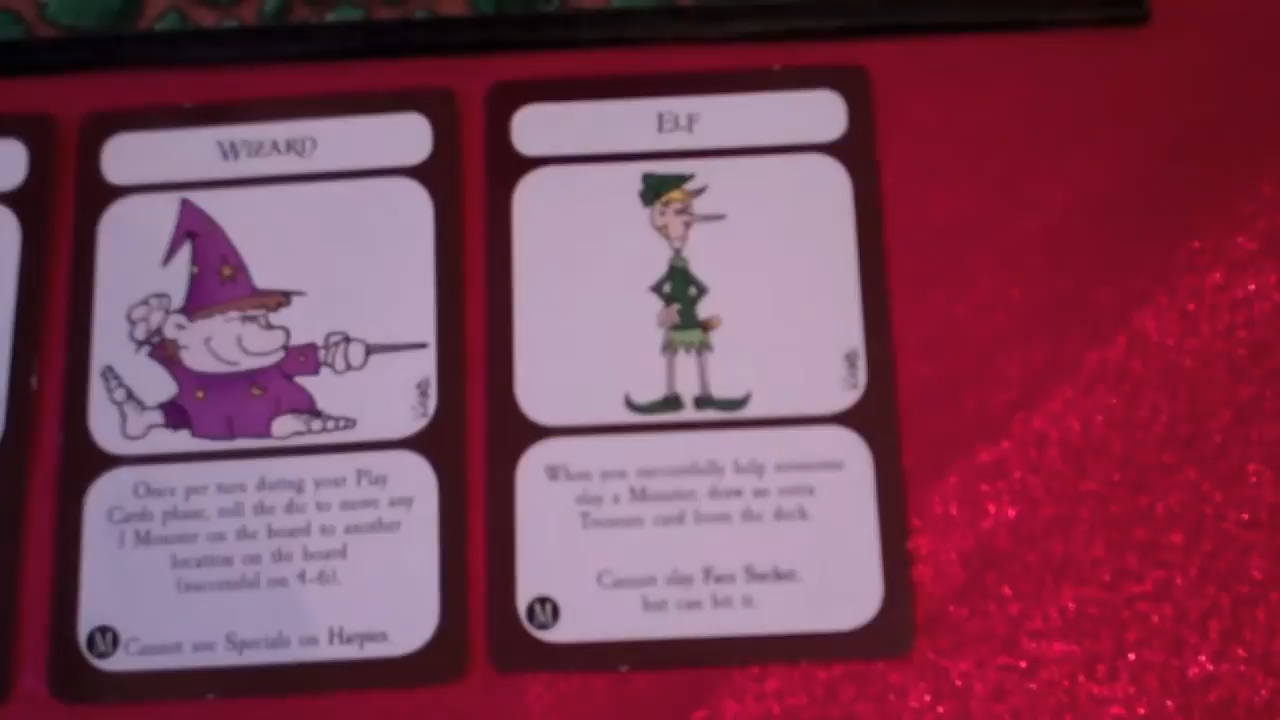 WIZARD
Once per turn during your Play
Cards phase, roll the die to move any
1 Monster on the board to another
location on the board
(successful on 4-6).
M Cannot use Specials on Harpies.
ELF
When you successfully help someone
slay a Monster, draw an extra
Treasure card from the deck.
Cannot slay Face Sucker,
but can hit it.
M